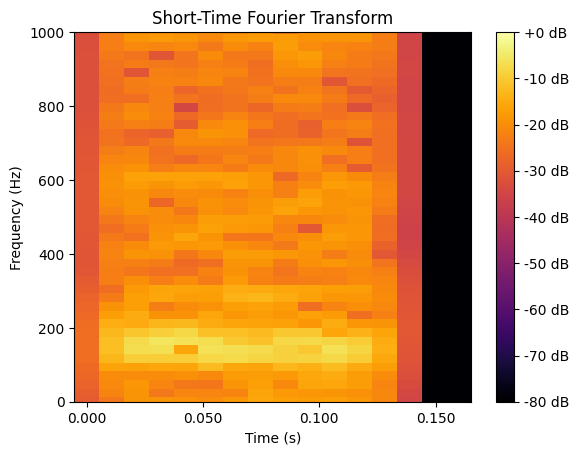 Short-Time Fourier Transform
1000
800
600
400
200
0
Frequency (Hz)
0.000
0.050
0.100
0.150
Time (s)
+0 dB
-10 dB
-20 dB
-30 dB
-40 dB
-50 dB
-60 dB
-70 dB
-80 dB